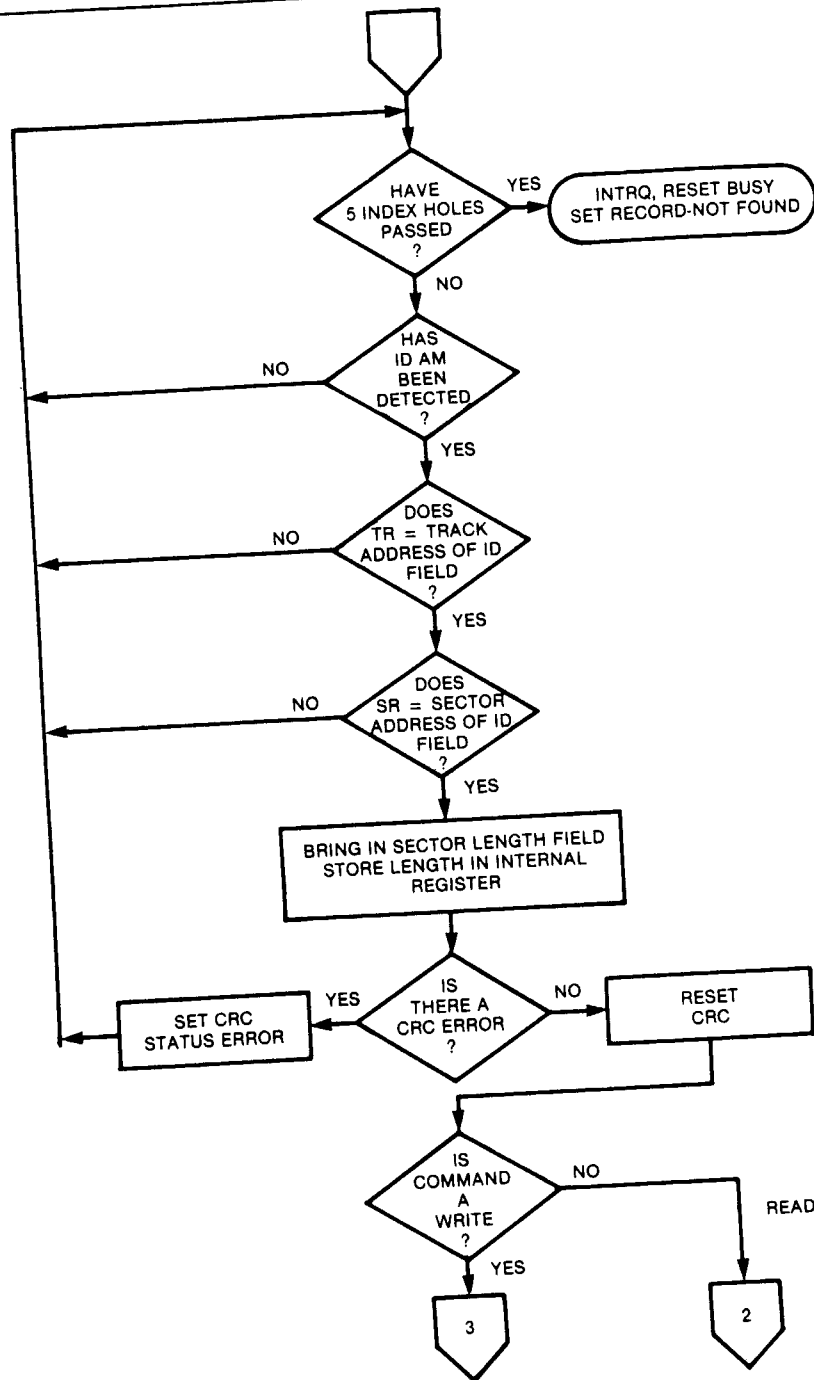 HAVE
5 INDEX HOLES
PASSED
?
YES
INTRQ, RESET BUSY
SET RECORD-NOT FOUND
NO
HAS
ID AM
BEEN
DETECTED
?
NO
YES
DOES
TR = TRACK
ADDRESS OF ID
FIELD
?
NO
YES
DOES
SR = SECTOR
ADDRESS OF ID
FIELD
?
NO
YES
BRING IN SECTOR LENGTH FIELD
STORE LENGTH IN INTERNAL
REGISTER
IS
THERE A
CRC ERROR
?
YES
SET CRC
STATUS ERROR
NO
RESET
CRC
IS
COMMAND
A
WRITE
?
NO
READ
YES
3
2